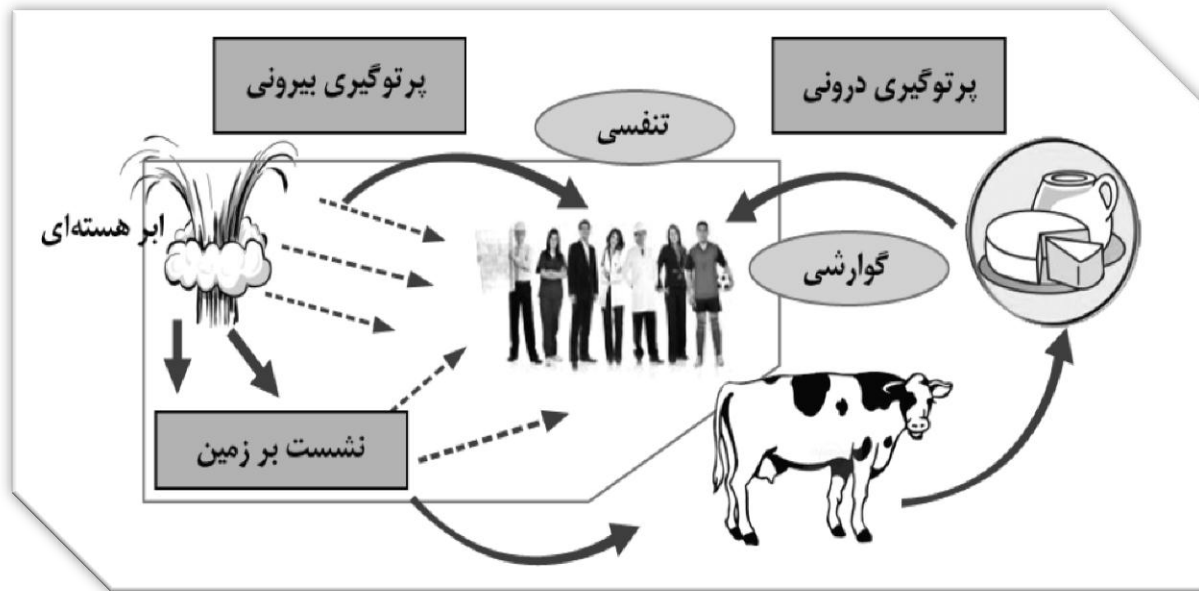 پرتوگیری درونی
پرتوگیری بیرونی
تنفسی
ابر هسته‌ای
گوارشی
نشست بر زمین